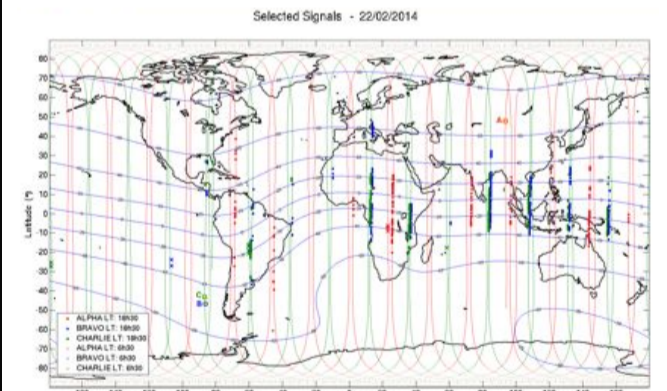 Selected Signals - 22/02/2014
80
70
60
50
40
30
20
10
0
-10
-20
-30
-40
-50
-60
-70
-80
Latitude (°)
A
C
B
ALPHA LT: 18h30
BRAVO LT: 18h30
CHARLIE LT: 18h30
ALPHA LT: 6h30
BRAVO LT: 6h30
CHARLIE LT: 6h30